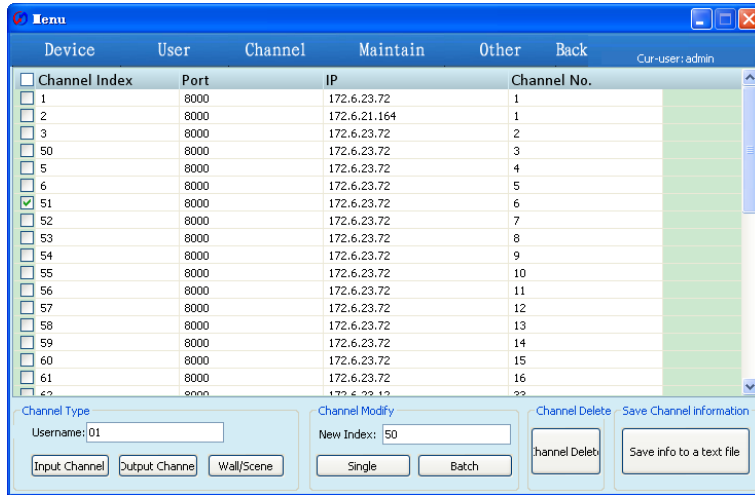 Menu
Device User Channel Maintain Other Back Cur-user: admin
Channel Index Port IP Channel No.
1 8000 172.6.23.72 1
2 8000 172.6.21.164 1
3 8000 172.6.23.72 2
50 8000 172.6.23.72 3
5 8000 172.6.23.72 4
6 8000 172.6.23.72 5
51 8000 172.6.23.72 6
52 8000 172.6.23.72 7
53 8000 172.6.23.72 8
54 8000 172.6.23.72 9
55 8000 172.6.23.72 10
56 8000 172.6.23.72 11
57 8000 172.6.23.72 12
58 8000 172.6.23.72 13
59 8000 172.6.23.72 14
60 8000 172.6.23.72 15
61 8000 172.6.23.72 16
Channel Type Channel Modify Channel Delete Save Channel information
Username: 01 New Index: 50
Input Channel Output Channe Wall/Scene Single Batch hannel Delet Save info to a text file